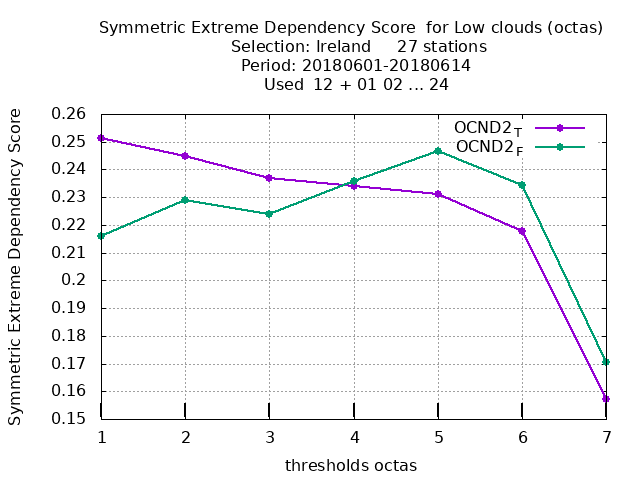 Symmetric Extreme Dependency Score  for Low clouds (octas)
Selection: Ireland     27 stations
Period: 20180601-20180614
Used  12 + 01 02 ... 24
OCND2T
OCND2F
Symmetric Extreme Dependency Score
0.26
0.25
0.24
0.23
0.22
0.21
0.2
0.19
0.18
0.17
0.16
0.15
1 2 3 4 5 6 7
thresholds octas